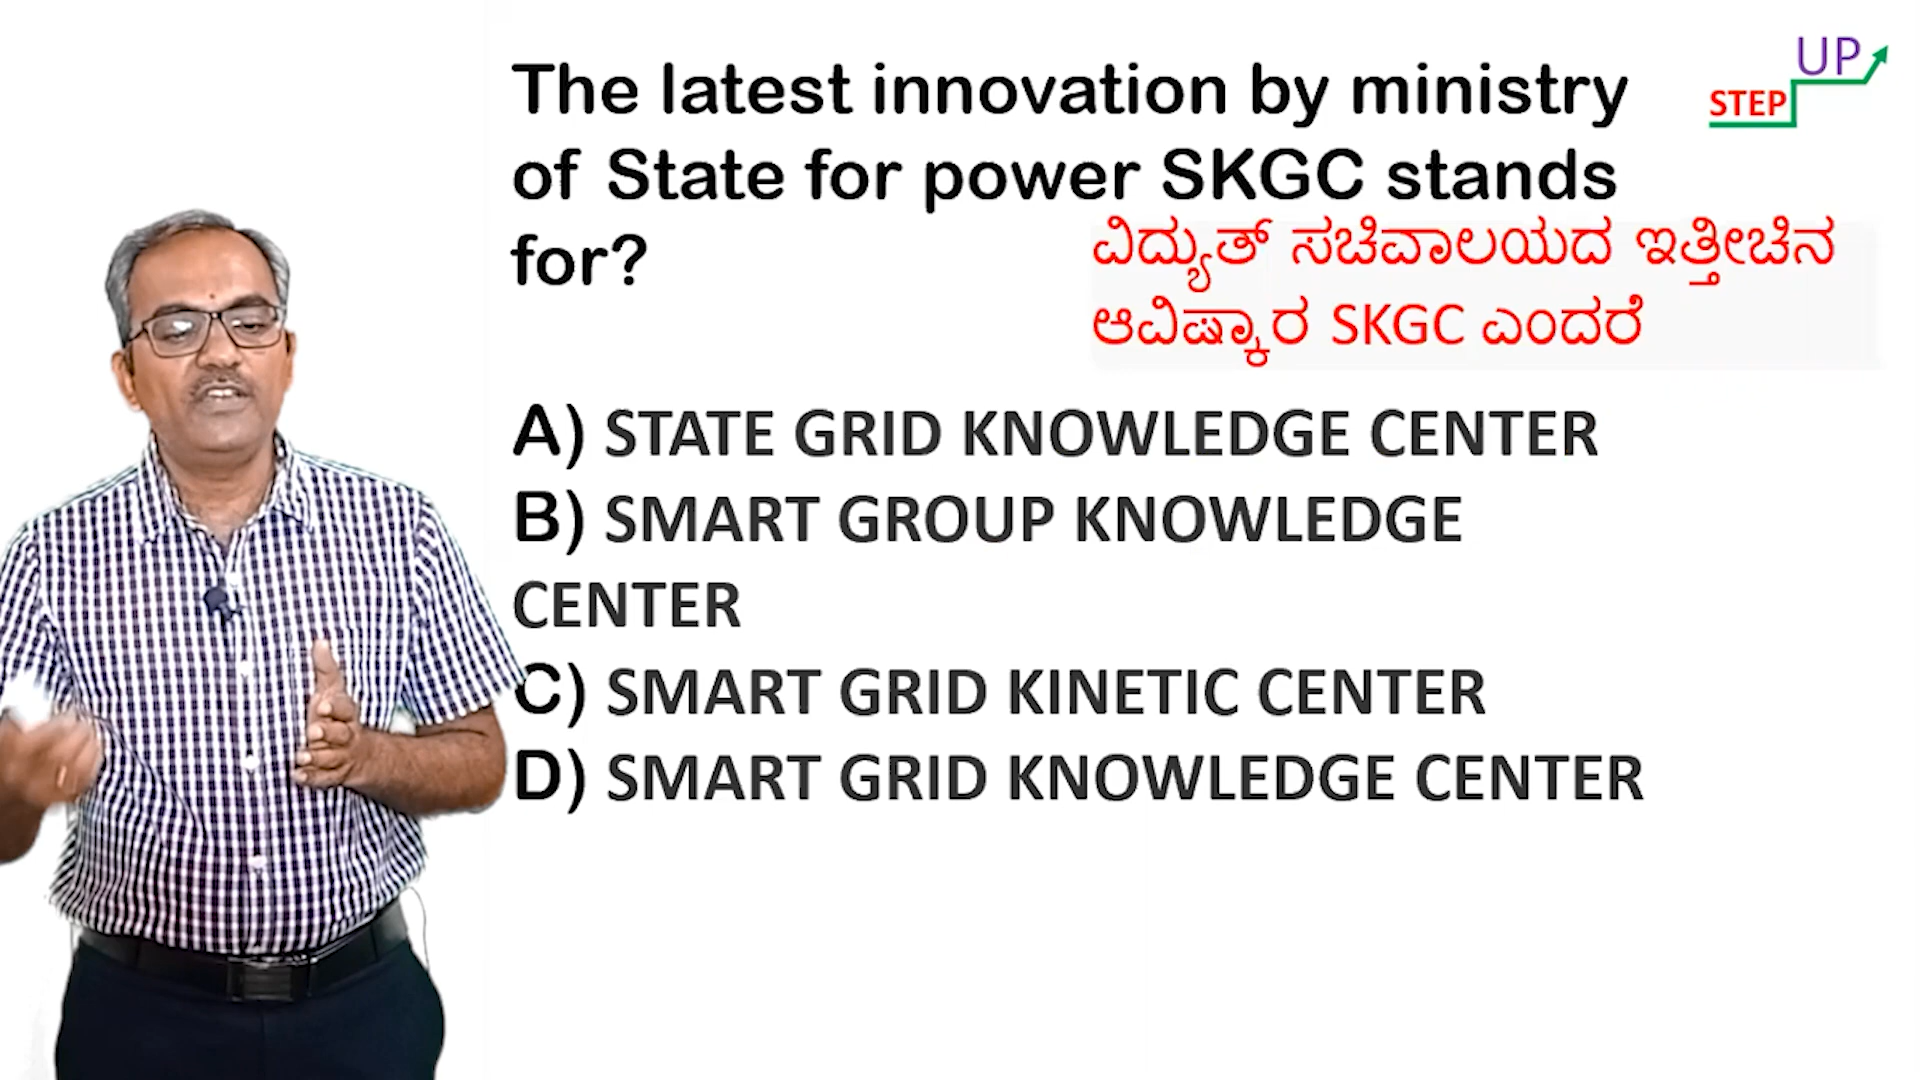 The latest innovation by ministry
of State for power SKGC stands
for?
ವಿದ್ಯುತ್ ಸಚಿವಾಲಯದ ಇತ್ತೀಚಿನ
ಆವಿಷ್ಕಾರ SKGC ಎಂದರೆ
A) STATE GRID KNOWLEDGE CENTER
B) SMART GROUP KNOWLEDGE
CENTER
C) SMART GRID KINETIC CENTER
D) SMART GRID KNOWLEDGE CENTER
STEP UP